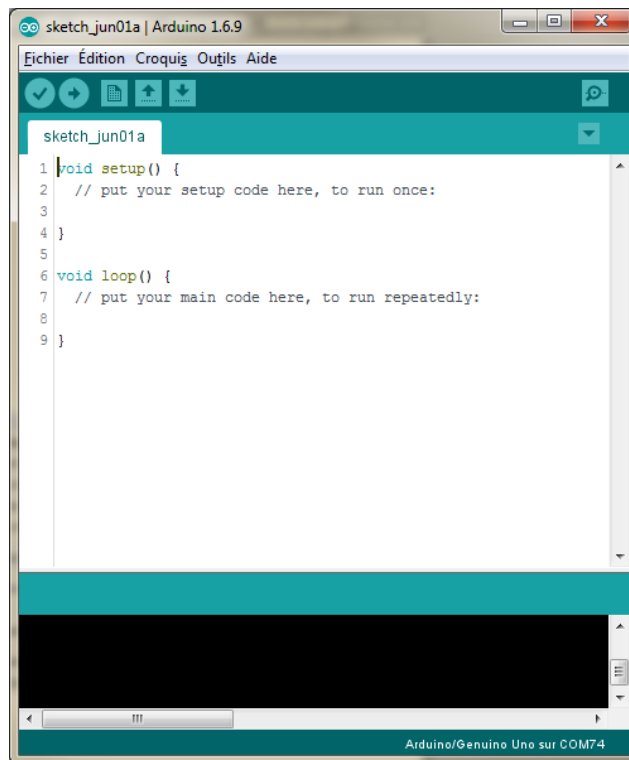 sketch_jun01a | Arduino 1.6.9
Fichier Édition Croquis Outils Aide
sketch_jun01a
1 void setup() {
2   // put your setup code here, to run once:
3
4 }
5
6 void loop() {
7   // put your main code here, to run repeatedly:
8
9 }
Arduino/Genuino Uno sur COM74